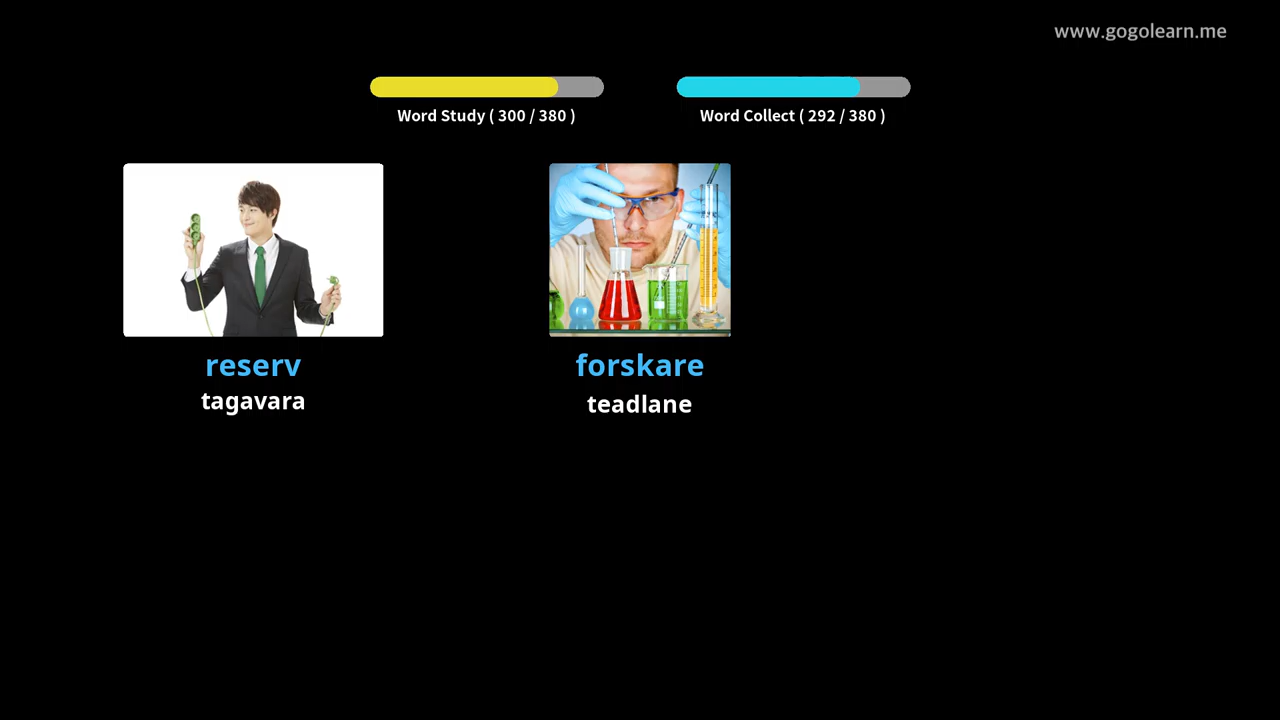 www.gogolearn.me
Word Study ( 300 / 380 )
Word Collect ( 292 / 380 )
reserv
tagavara
forskare
teadlane